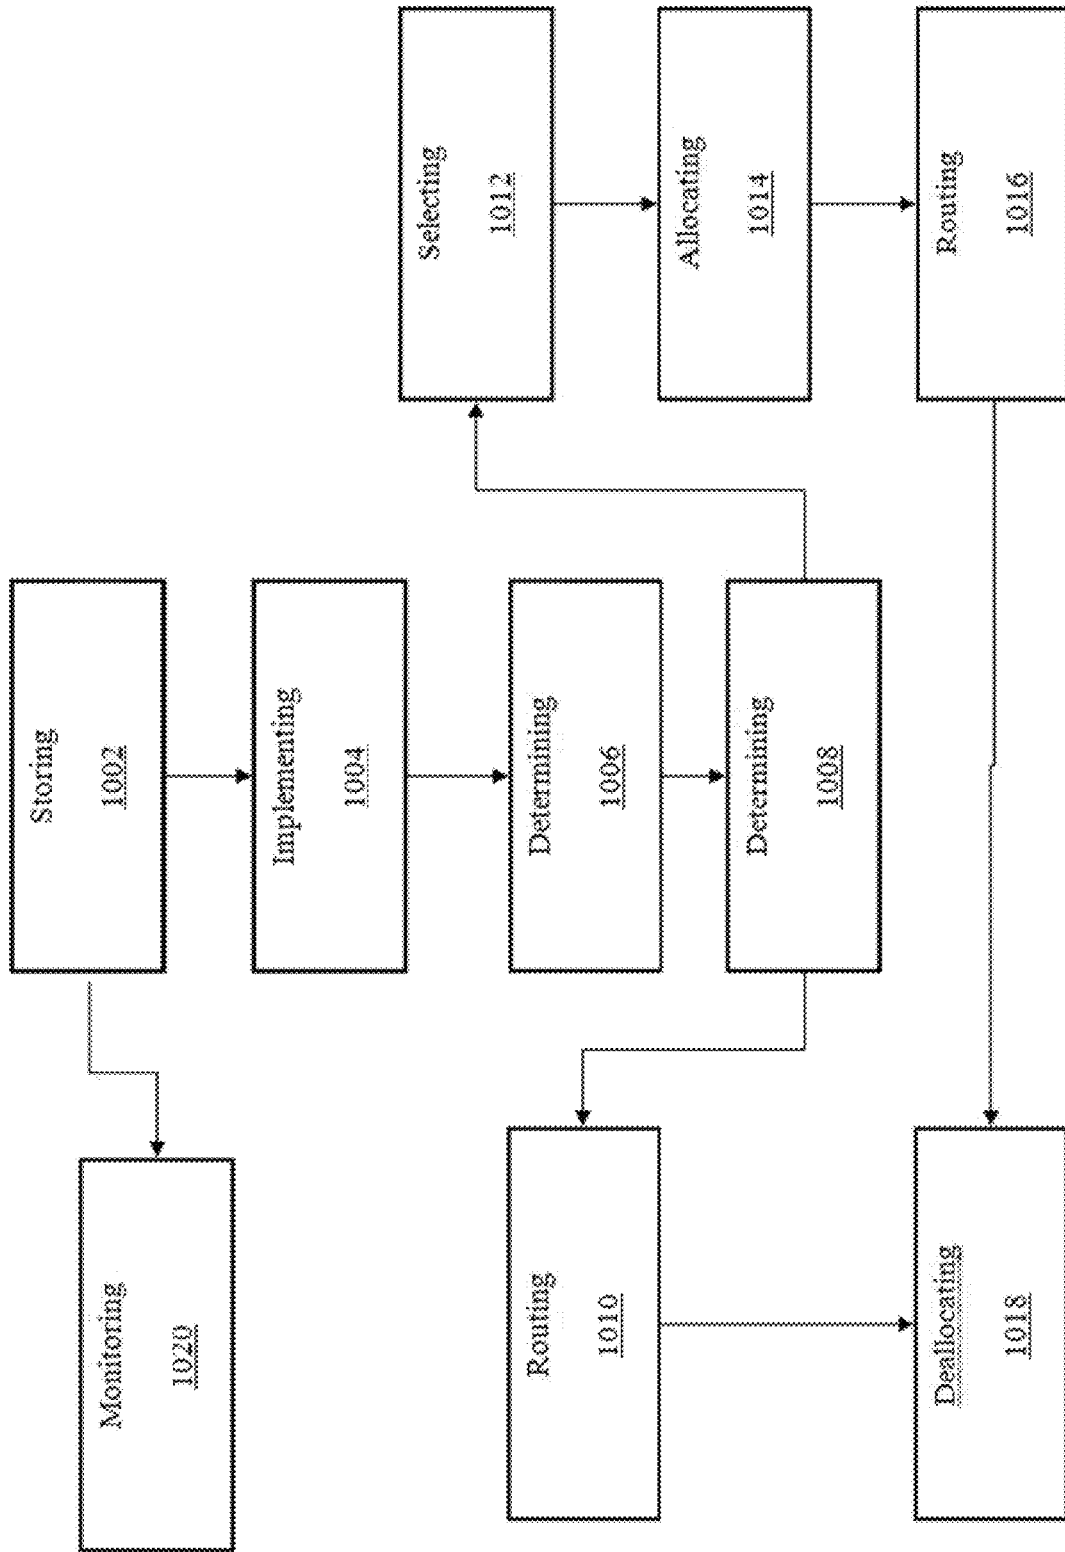 Storing
1002
Monitoring
1020
Implementing
1004
Determining
1006
Determining
1008
Routing
1010
Selecting
1012
Allocating
1014
Routing
1016
Deallocating
1018